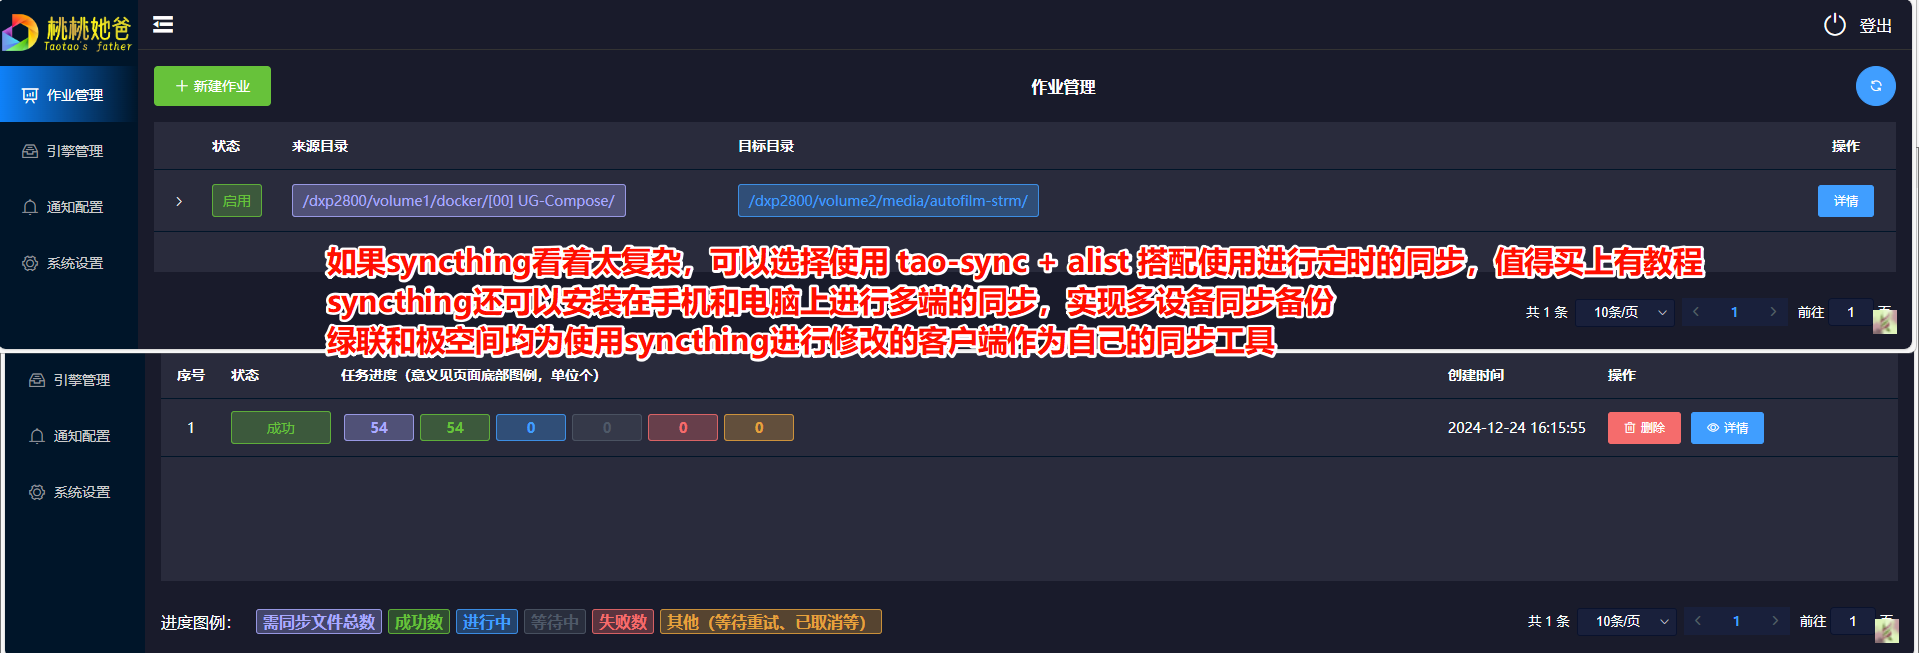 桃桃她爸
Taotao's father
登出
作业管理
新建作业
作业管理
引擎管理
通知配置
系统设置
状态 来源目录 目标目录 操作
启用 /dxp2800/volume1/docker/[00] UG-Compose/ /dxp2800/volume2/media/autofilm-strm/ 详情
如果syncthing看着太复杂，可以选择使用 tao-sync + alist 搭配使用进行定时的同步，值得买上有教程
syncthing还可以安装在手机和电脑上进行多端的同步，实现多设备同步备份
绿联和极空间均为使用syncthing进行修改的客户端作为自己的同步工具
共 1 条 10条/页 1 前往 1
引擎管理
通知配置
系统设置
序号 状态 任务进度（意义见页面底部图例，单位个） 创建时间 操作
1 成功 54 54 0 0 0 0 2024-12-24 16:15:55 删除 详情
进度图例： 需同步文件总数 成功数 进行中 等待中 失败数 其他（等待重试、已取消等）
共 1 条 10条/页 1 前往 1